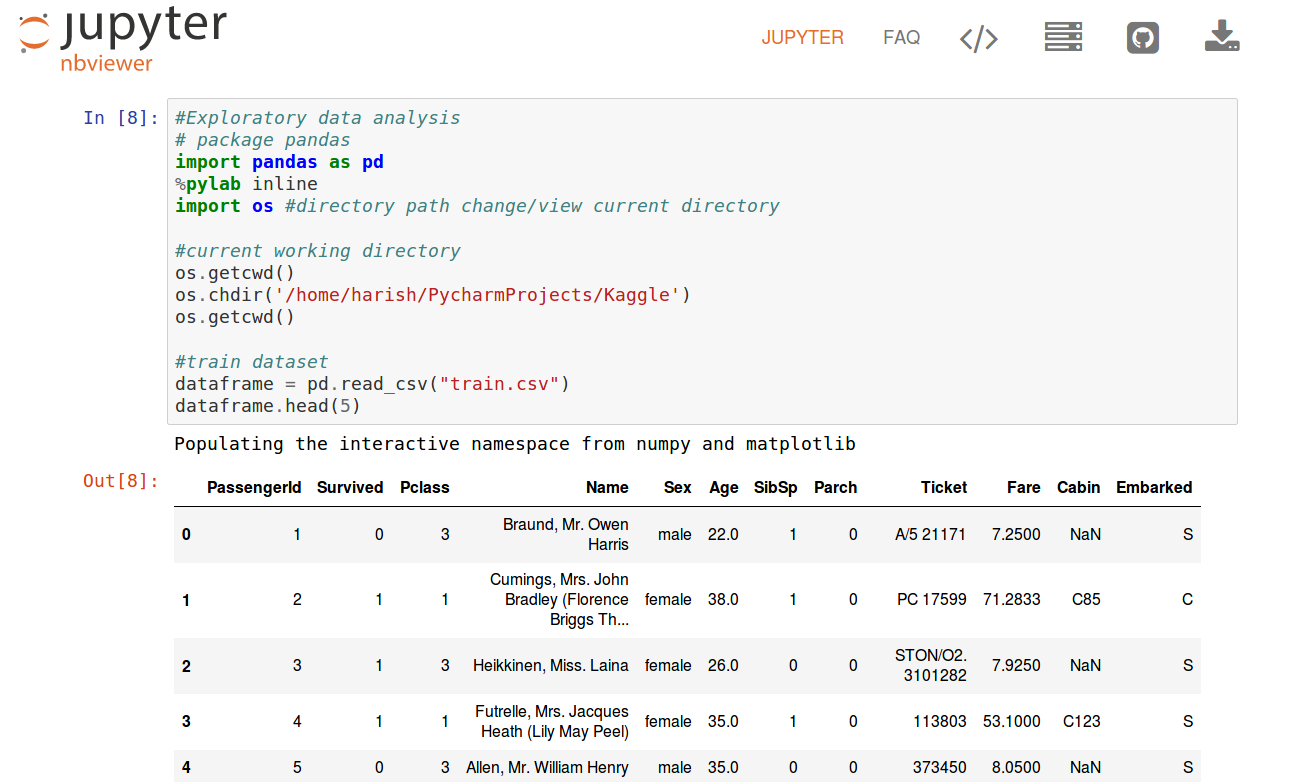 jupyter
nbviewer
JUPYTER FAQ </>
In [8]: #Exploratory data analysis
# package pandas
import pandas as pd
%pylab inline
import os #directory path change/view current directory
#current working directory
os.getcwd()
os.chdir('/home/harish/PycharmProjects/Kaggle')
os.getcwd()
#train dataset
dataframe = pd.read_csv("train.csv")
dataframe.head(5)
Populating the interactive namespace from numpy and matplotlib
Out[8]:
PassengerId Survived Pclass Name Sex Age SibSp Parch Ticket Fare Cabin Embarked
0 1 0 3 Braund, Mr. Owen Harris male 22.0 1 0 A/5 21171 7.2500 NaN S
1 2 1 1 Cumings, Mrs. John Bradley (Florence Briggs Th... female 38.0 1 0 PC 17599 71.2833 C85 C
2 3 1 3 Heikkinen, Miss. Laina female 26.0 0 0 STON/O2. 3101282 7.9250 NaN S
3 4 1 1 Futrelle, Mrs. Jacques Heath (Lily May Peel) female 35.0 1 0 113803 53.1000 C123 S
4 5 0 3 Allen, Mr. William Henry male 35.0 0 0 373450 8.0500 NaN S